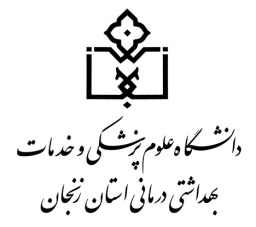 دانشگاه علوم پزشکی و خدمات
بهداشتی درمانی استان زنجان